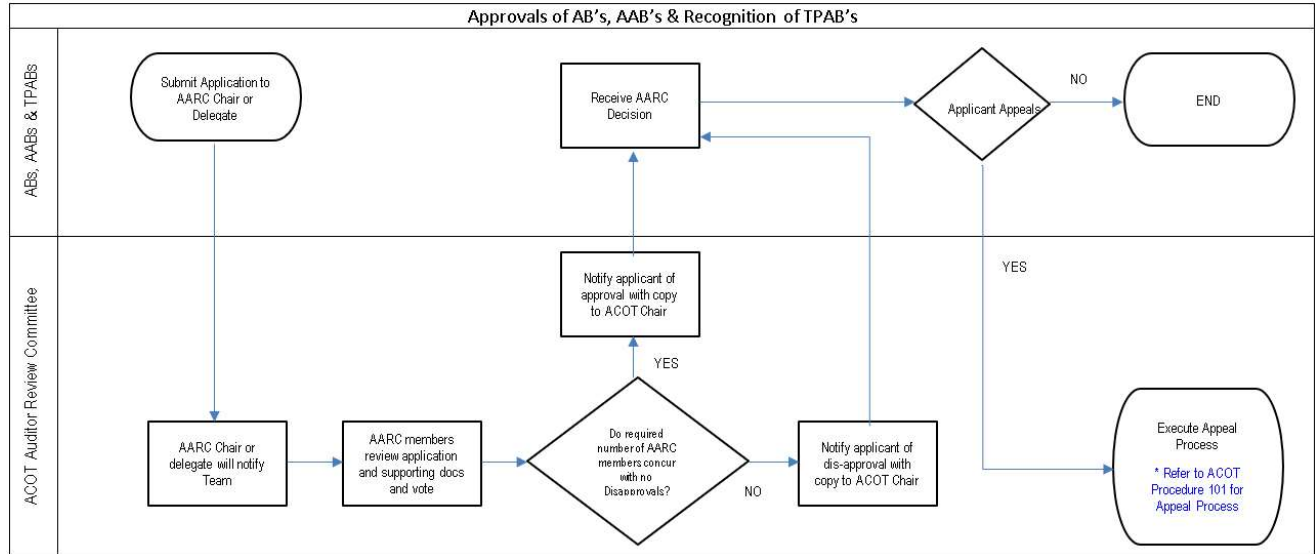 Approvals of AB's, AAB's & Recognition of TPAB's
ABs, AABs & TPABs
Submit Application to
AARC Chair or
Delegate
Receive AARC
Decision
Applicant Appeals
NO
END
YES
ACOT Auditor Review Committee
AARC Chair or
delegate will notify
Team
AARC members
review application
and supporting docs
and vote
Do required
number of AARC
members concur
with no
Disapprovals?
YES
Notify applicant of
approval with copy
to ACOT Chair
NO
Notify applicant of
dis-approval with
copy to ACOT Chair
Execute Appeal
Process
* Refer to ACOT
Procedure 101 for
Appeal Process